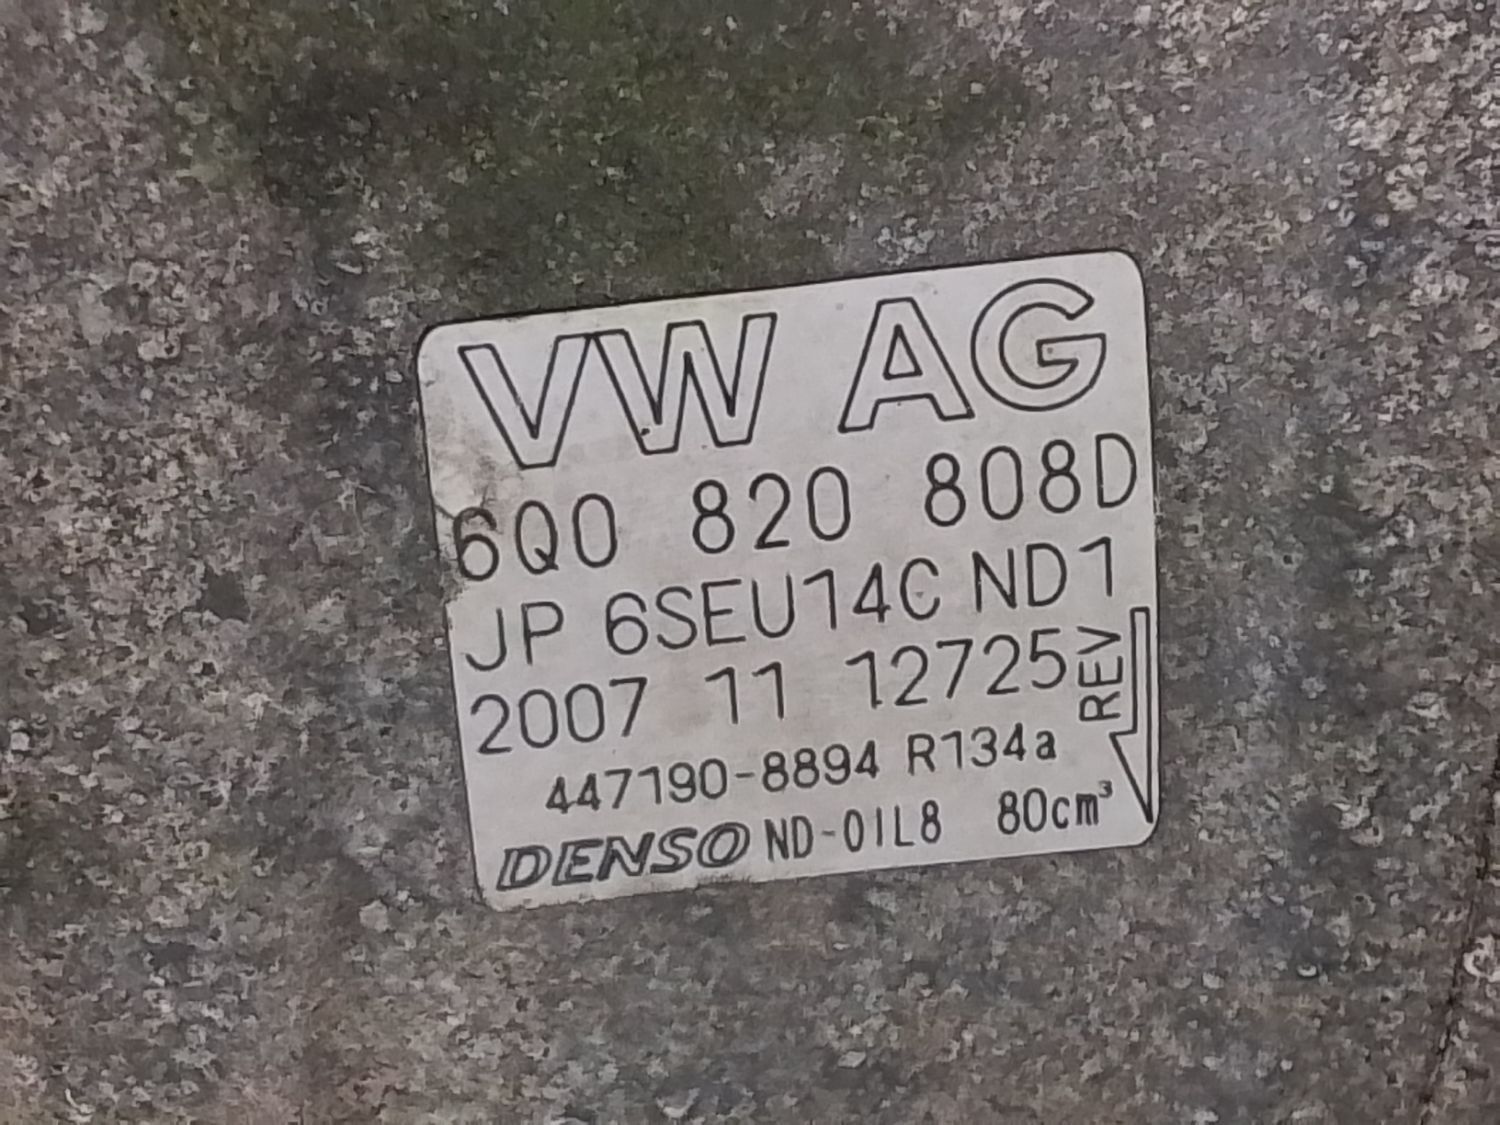 VW AG
6Q0 820 808D
JP 6SEU14C ND1
2007 11 12725
REV
447190-8894 R134a
DENSO ND-OIL8 80cm³